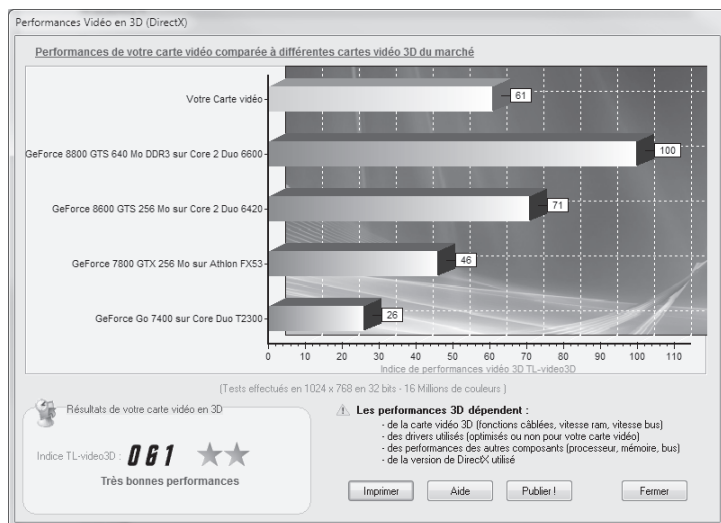 Performances Vidéo en 3D (DirectX)
Performances de votre carte vidéo comparée à différentes cartes vidéo 3D du marché
Votre Carte vidéo
61
GeForce 8800 GTS 640 Mo DDR3 sur Core 2 Duo 6600
100
GeForce 8600 GTS 256 Mo sur Core 2 Duo 6420
71
GeForce 7800 GTX 256 Mo sur Athlon FX53
46
GeForce Go 7400 sur Core Duo T2300
26
0 10 20 30 40 50 60 70 80 90 100 110
Indice de performances vidéo 3D TL-video3D
(Tests effectués en 1024 x 768 en 32 bits - 16 Millions de couleurs )
Résultats de votre carte vidéo en 3D
Indice TL-video3D : 061
Très bonnes performances
Les performances 3D dépendent :
- de la carte vidéo 3D (fonctions câblées, vitesse ram, vitesse bus)
- des drivers utilisés (optimisés ou non pour votre carte vidéo)
- des performances des autres composants (processeur, mémoire, bus)
- de la version de DirectX utilisé
Imprimer Aide Publier ! Fermer